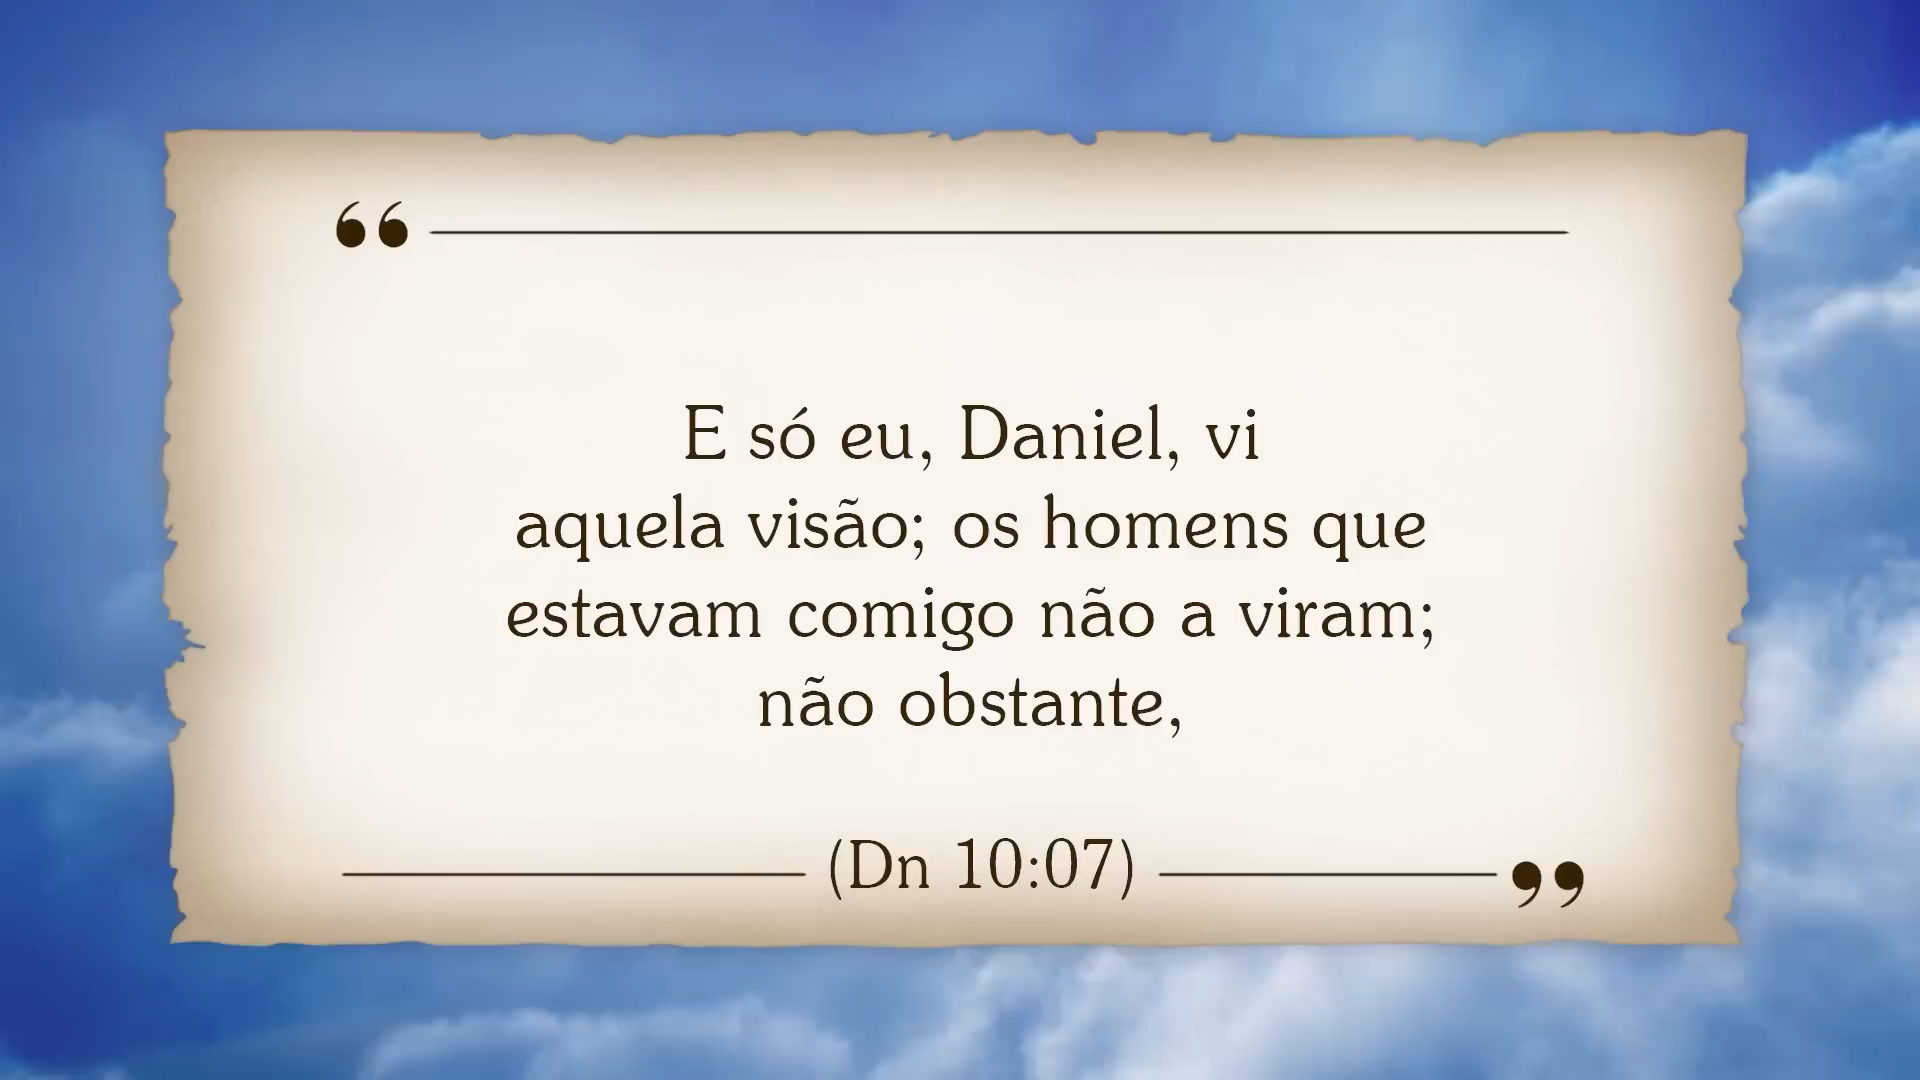 “
E só eu, Daniel, vi
aquela visão; os homens que
estavam comigo não a viram;
não obstante,
(Dn 10:07)
”